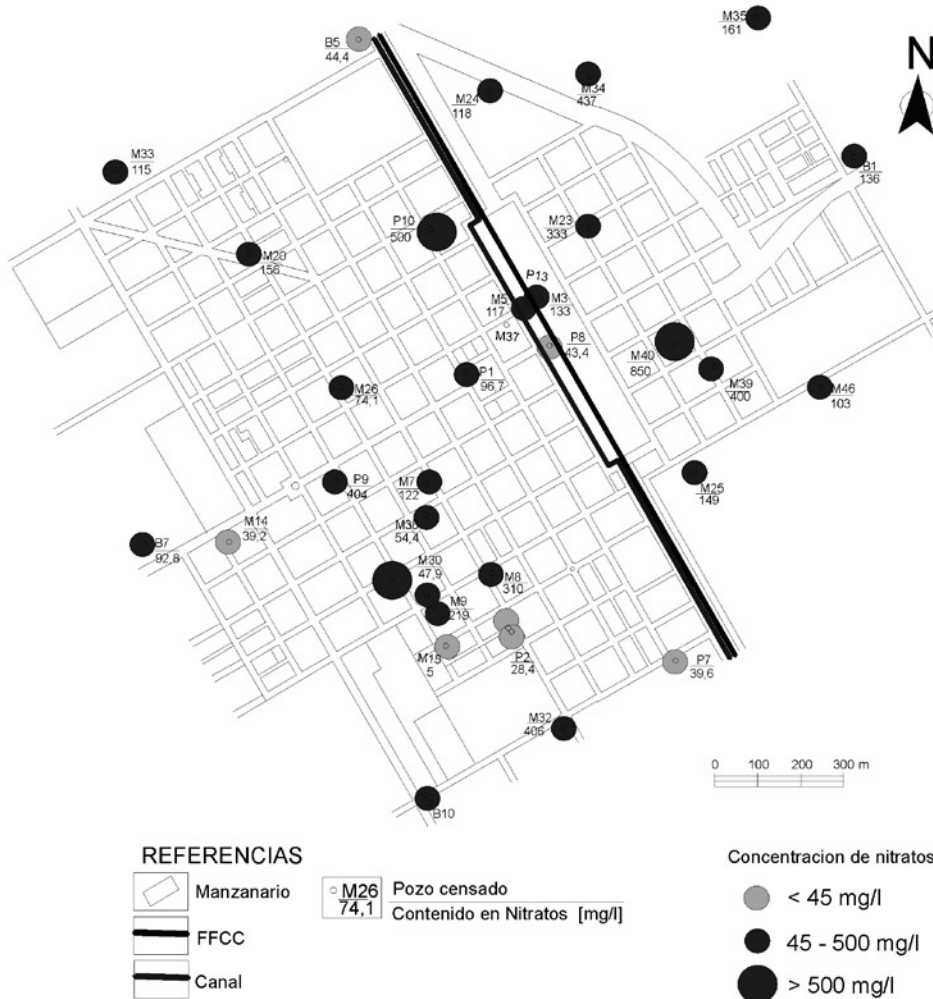 M35
161
B5
44,4
N
M34
437
M24
118
M33
115
B1
136
P10
500
M23
333
M20
156
P13
M5
117
M3
133
M37
P8
43,4
M40
850
P1
96,7
M26
74,1
M39
400
M46
103
P9
404
M7
122
M25
149
M38
54,4
M14
39,2
B7
92,8
M30
47,9
M8
310
M9
219
M15
5
P2
28,4
P7
39,6
M32
406
B10
0 100 200 300 m
REFERENCIAS
Manzanario
FFCC
Canal
M26
74,1
Pozo censado
Contenido en Nitratos [mg/l]
Concentracion de nitratos
< 45 mg/l
45 - 500 mg/l
> 500 mg/l